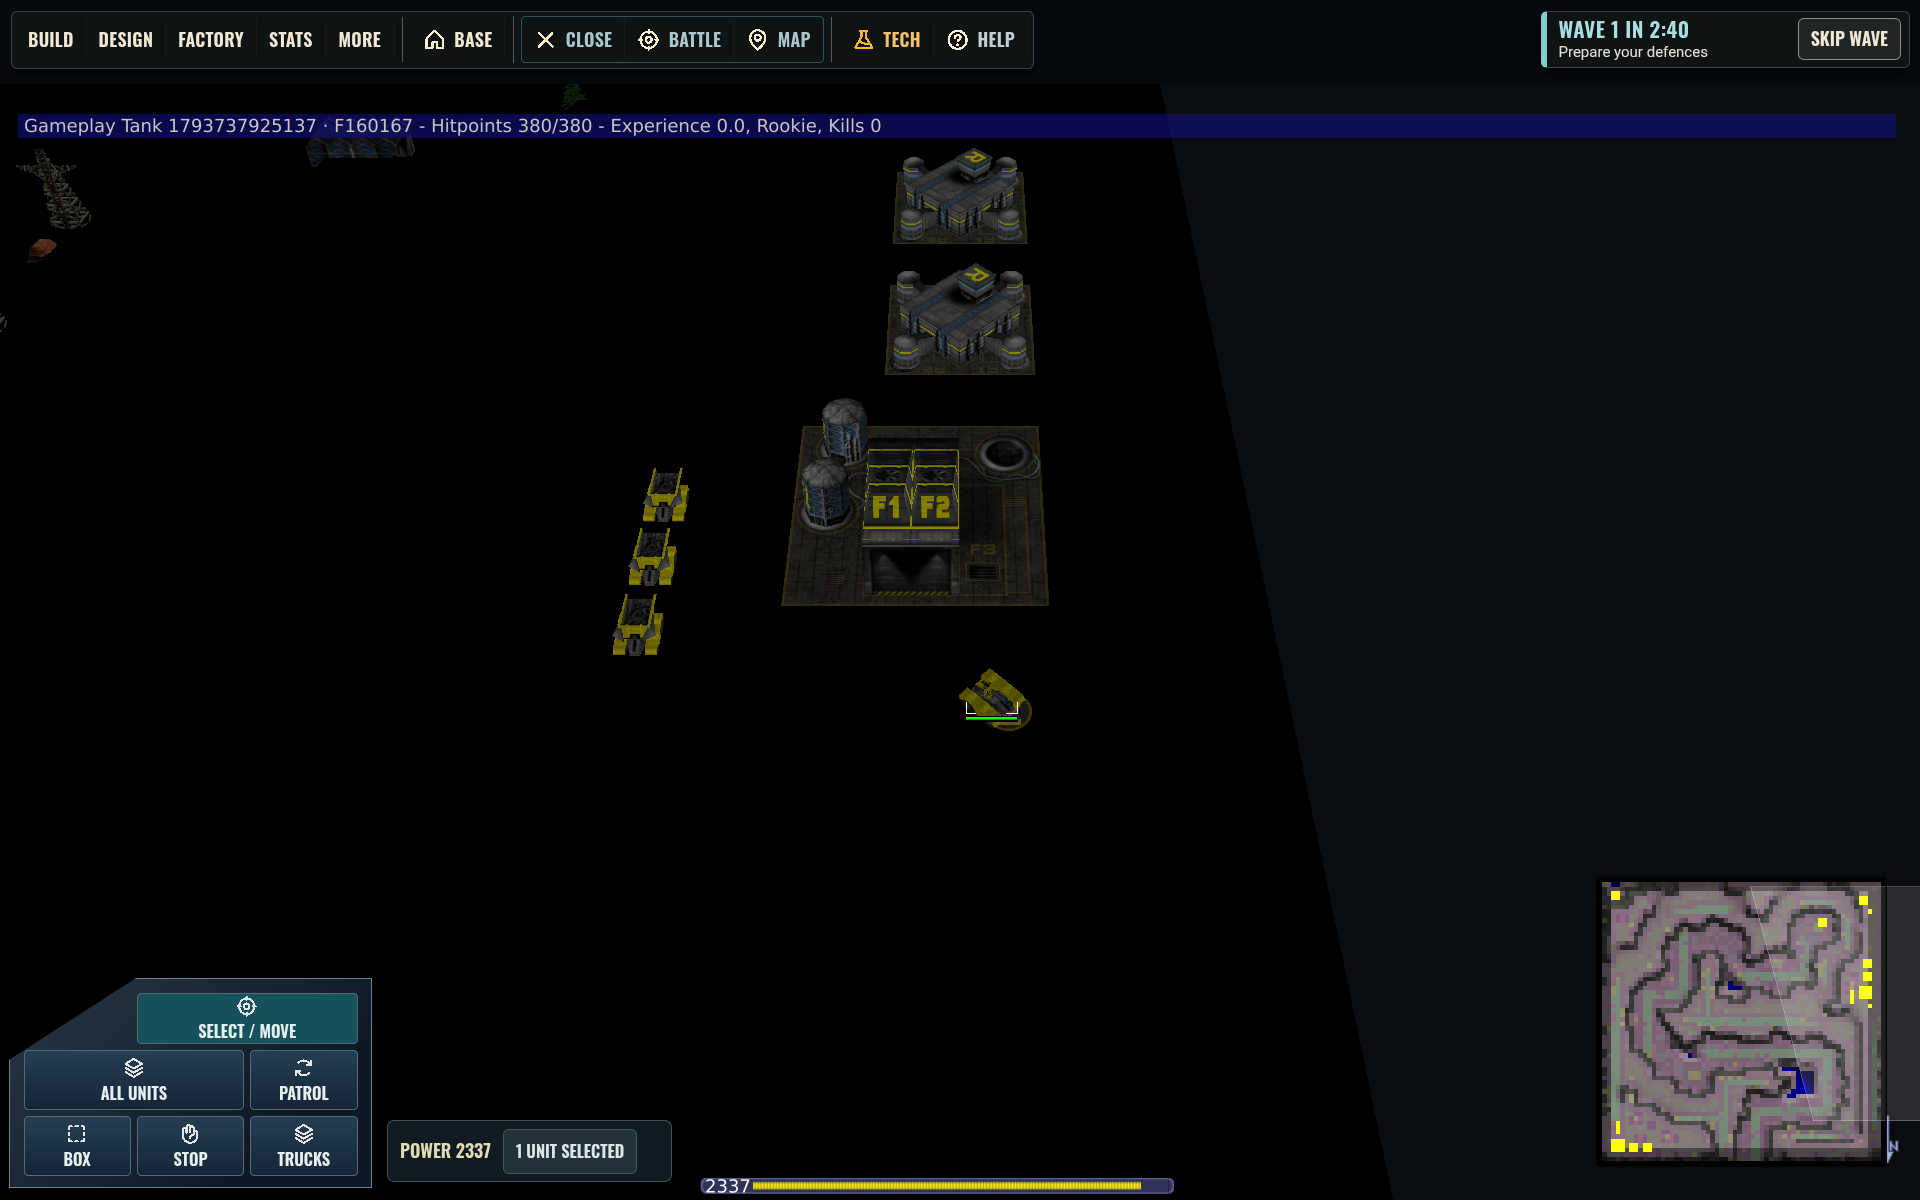 BUILD DESIGN FACTORY STATS MORE BASE CLOSE BATTLE MAP TECH HELP
WAVE 1 IN 2:40
Prepare your defences
SKIP WAVE
Gameplay Tank 1793737925137 · F160167 - Hitpoints 380/380 - Experience 0.0, Rookie, Kills 0
R
R
F1 F2
F3
SELECT / MOVE
ALL UNITS PATROL
BOX STOP TRUCKS
POWER 2337 1 UNIT SELECTED
2337
N